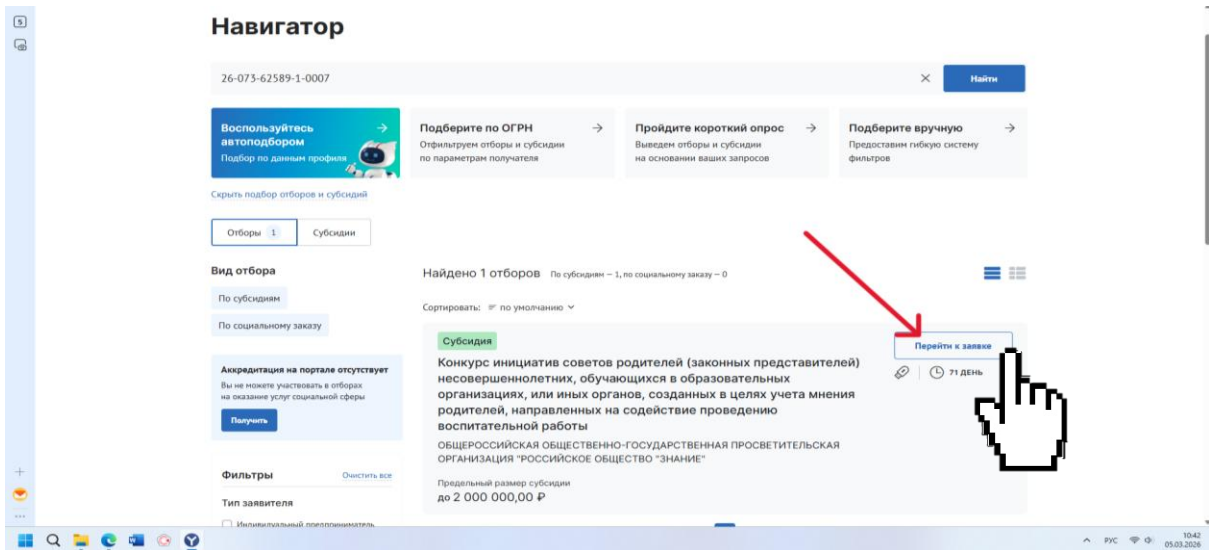 Навигатор
26-073-62589-1-0007
Найти
Воспользуйтесь автоподбором
Подбор по данным профиля
Подберите по ОГРН
Отфильтруем отборы и субсидии
по параметрам получателя
Пройдите короткий опрос
Выведем отборы и субсидии
на основании ваших запросов
Подберите вручную
Предоставим гибкую систему
фильтров
Скрыть подбор отборов и субсидий
Отборы 1
Субсидии
Вид отбора
По субсидиям
По социальному заказу
Аккредитация на портале отсутствует
Вы не можете участвовать в отборах
на оказание услуг социальной сферы
Получить
Фильтры
Очистить все
Тип заявителя
Индивидуальный предприниматель
Найдено 1 отборов По субсидиям – 1, по социальному заказу – 0
Сортировать: по умолчанию
Субсидия
Перейти к заявке
71 ДЕНЬ
Конкурс инициатив советов родителей (законных представителей)
несовершеннолетних, обучающихся в образовательных
организациях, или иных органов, созданных в целях учета мнения
родителей, направленных на содействие проведению
воспитательной работы
ОБЩЕРОССИЙСКАЯ ОБЩЕСТВЕННО-ГОСУДАРСТВЕННАЯ ПРОСВЕТИТЕЛЬСКАЯ
ОРГАНИЗАЦИЯ "РОССИЙСКОЕ ОБЩЕСТВО "ЗНАНИЕ"
Предельный размер субсидии
до 2 000 000,00 ₽
РУС
10:42
05.03.2026